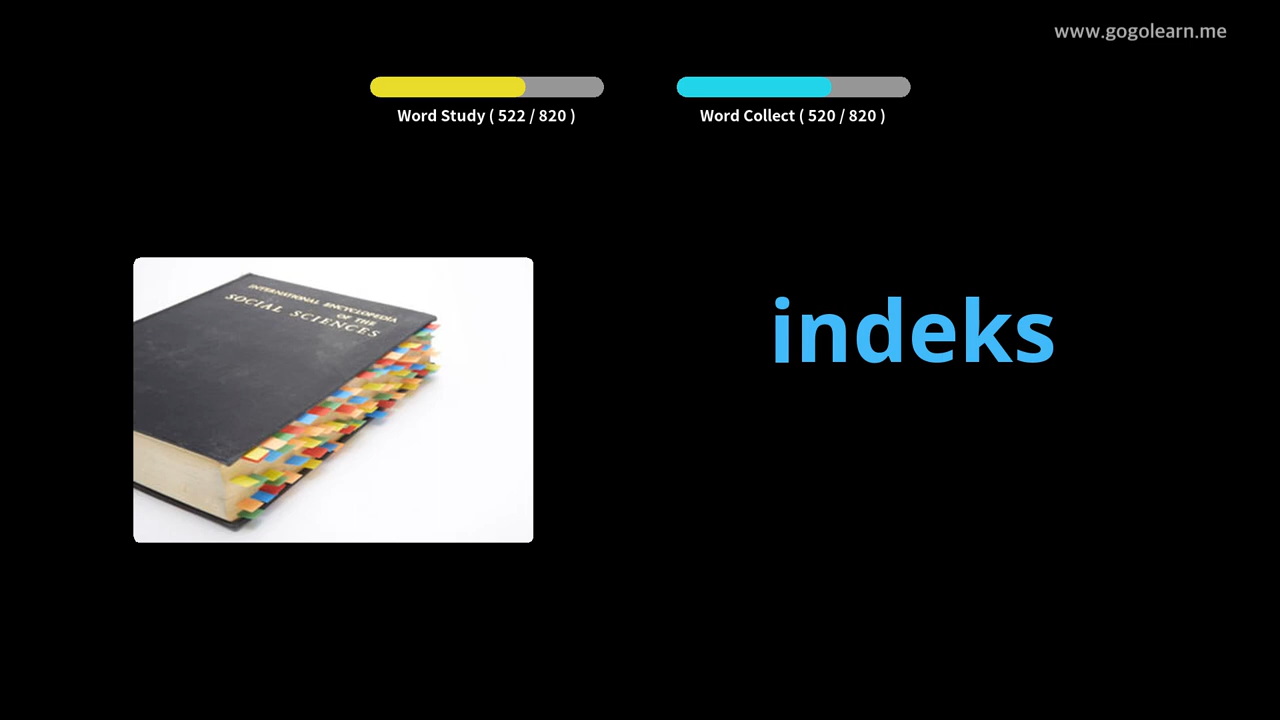 www.gogolearn.me
Word Study ( 522 / 820 )
Word Collect ( 520 / 820 )
INTERNATIONAL ENCYCLOPEDIA
OF THE
SOCIAL SCIENCES
indeks